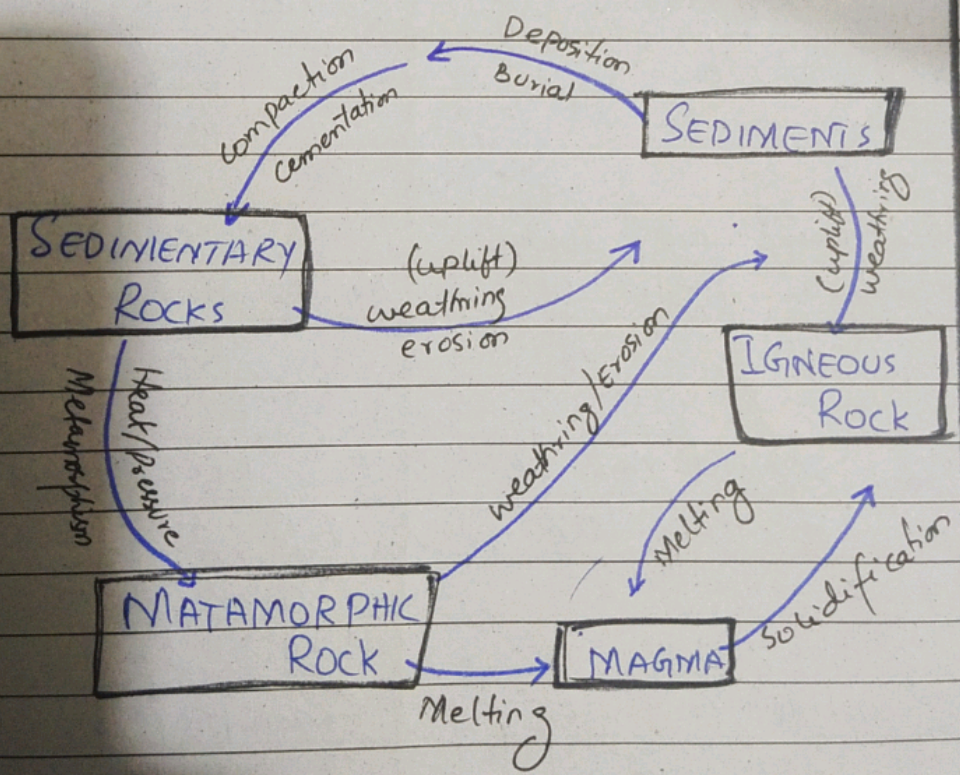 Deposition
Burial
compaction
cementation
SEDIMENTS
SEDIMENTARY
ROCKS
(uplift)
weathring
erosion
(uplift)
weathring
IGNEOUS
ROCK
Heat/Pressure
Metamorphism
weathring/Erosion
Melting
Solidification
MATAMORPHIC
ROCK
MAGMA
Melting